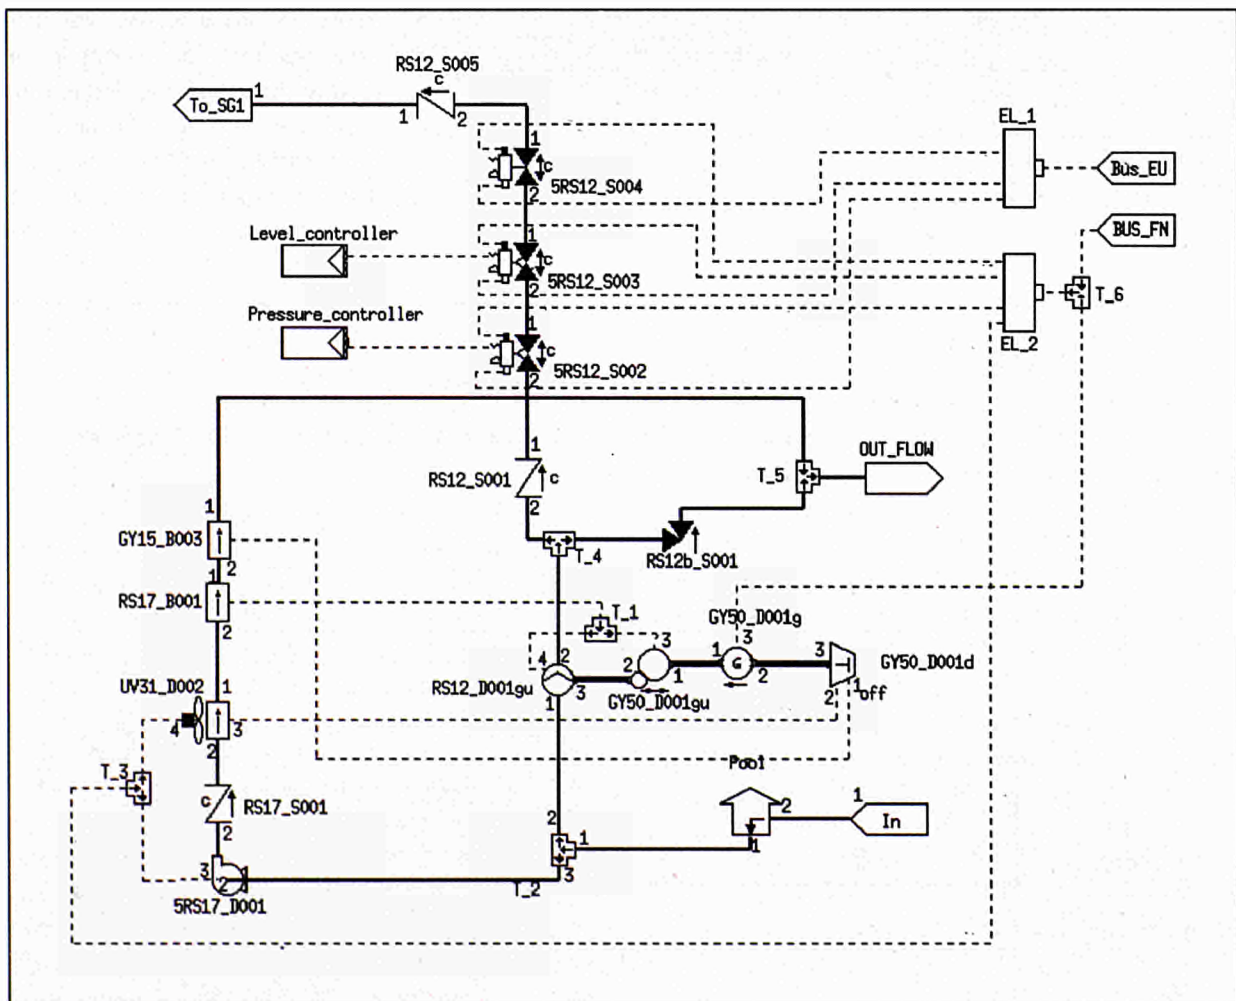 RS12_S005
c
1
To_SG1
1
2
EL_1
1
c
Bus_EU
5RS12_S004
2
Level_controller
BUS_FN
1
c
5RS12_S003
2
T_6
Pressure_controller
1
EL_2
c
5RS12_S002
2
1
OUT_FLOW
RS12_S001
c
T_5
2
1
GY15_B003
T_4
RS12b_S001
2
1
RS17_B001
T_1
GY50_D001g
2
3
3
1
3
4
2
2
G
GY50_D001d
RS12_D001gu
1
2
3
2
1
off
UV31_D002
1
1
GY50_D001gu
4
3
2
Pool
T_3
c
RS17_S001
2
2
1
In
2
1
1
3
2
3
T_2
5RS17_D001